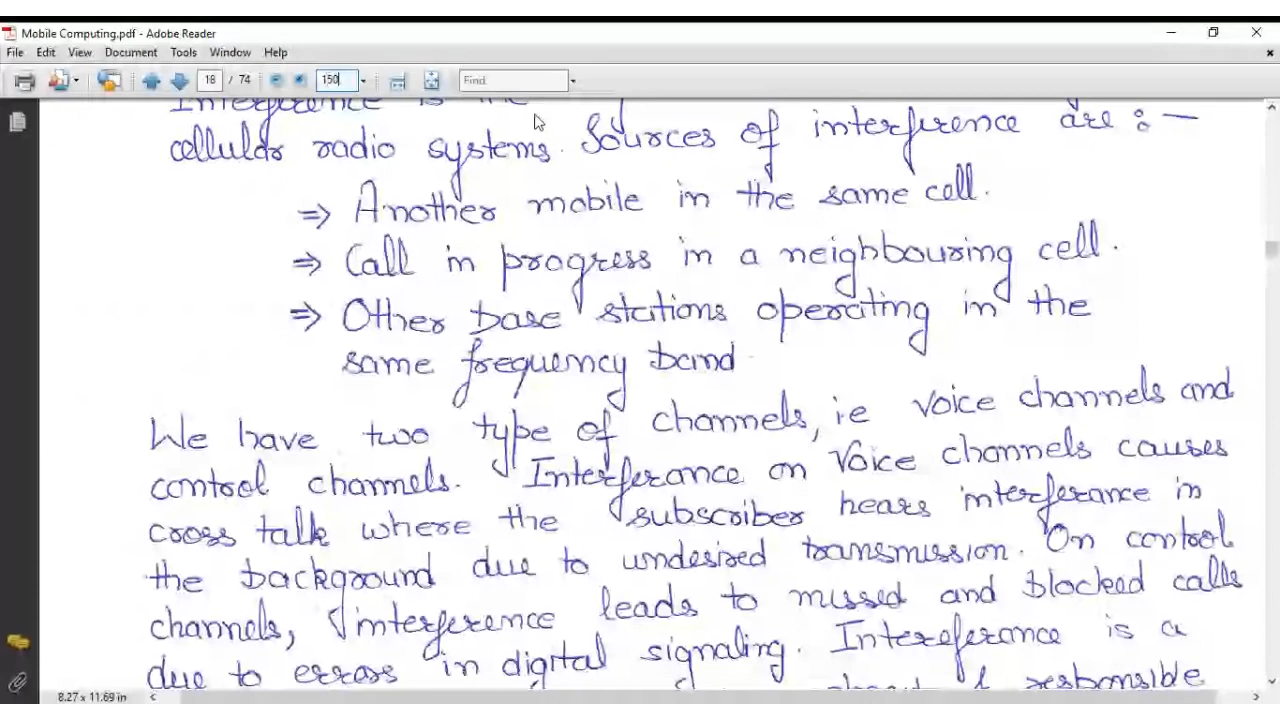 Mobile Computing.pdf - Adobe Reader
File Edit View Document Tools Window Help
18 / 74 150 Find
Interference is the
cellular radio systems. Sources of interference are :-
⇒ Another mobile in the same cell.
⇒ Call in progress in a neighbouring cell.
⇒ Other base stations operating in the
same frequency band
We have two type of channels, ie voice channels and
control channels. Interferance on voice channels causes
cross talk where the subscriber hears interferance in
the background due to undesired transmission. On control
channels, interference leads to missed and blocked calls
due to errors in digital signaling. Intereferance is a
responsible
8.27 x 11.69 in